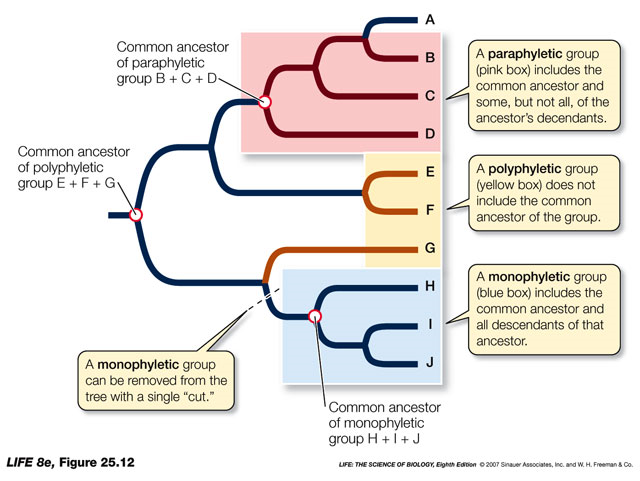 Common ancestor
of paraphyletic
group B + C + D
A
B
C
D
A paraphyletic group
(pink box) includes the
common ancestor and
some, but not all, of the
ancestor's decendants.
Common ancestor
of polyphyletic
group E + F + G
E
F
G
A polyphyletic group
(yellow box) does not
include the common
ancestor of the group.
H
I
J
A monophyletic group
(blue box) includes the
common ancestor and
all descendants of that
ancestor.
A monophyletic group
can be removed from the
tree with a single “cut.”
Common ancestor
of monophyletic
group H + I + J
LIFE 8e, Figure 25.12
LIFE: THE SCIENCE OF BIOLOGY, Eighth Edition © 2007 Sinauer Associates, Inc. and W. H. Freeman & Co.